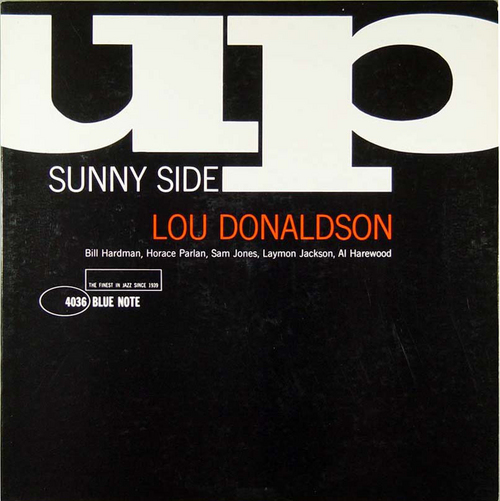 up
SUNNY SIDE
LOU DONALDSON
Bill Hardman, Horace Parlan, Sam Jones, Laymon Jackson, Al Harewood
THE FINEST IN JAZZ SINCE 1939
4036 BLUE NOTE